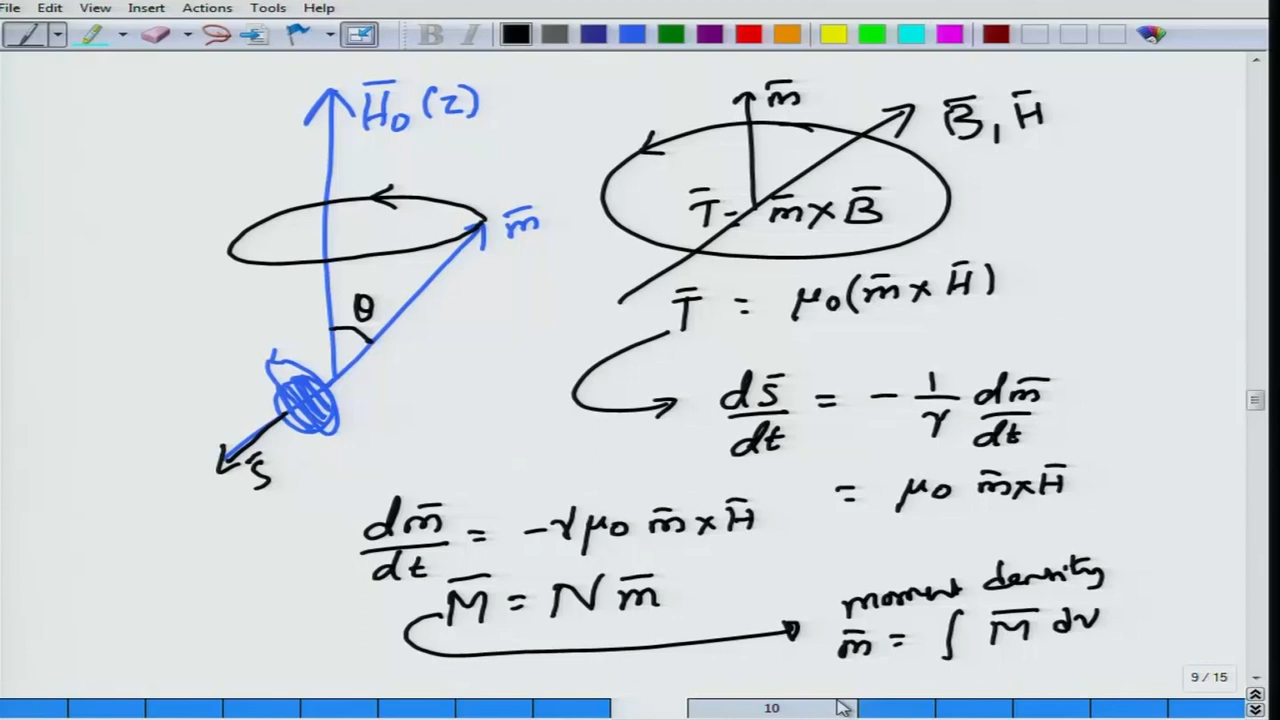 File Edit View Insert Actions Tools Help
B I
H̄₀ (z)
m̄
θ
s̄
m̄
B̄, H̄
T̄ = m̄ × B̄
T̄ = μ₀(m̄ × H̄)
ds̄/dt = - 1/γ dm̄/dt
= μ₀ m̄×H̄
dm̄/dt = -γμ₀ m̄×H̄
M̄ = N m̄
moment density
m̄ = ∫ M̄ dv
9 / 15
10